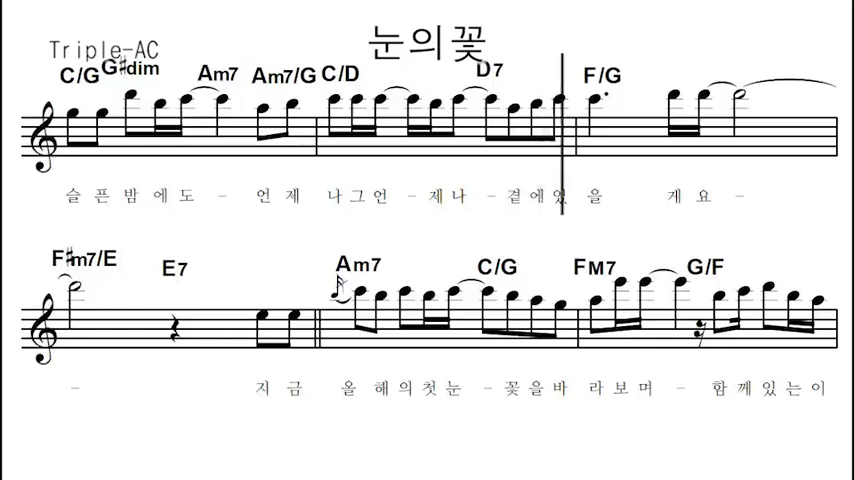 눈의꽃
Triple-AC
C/G G♯dim Am7 Am7/G C/D D7 F/G
슬픈밤에도-언제 나그언-제나-곁에있을 게요-
F♯m7/E E7 Am7 C/G FM7 G/F
- 지금 올해의첫눈-꽃을바 라보며-함께있는이